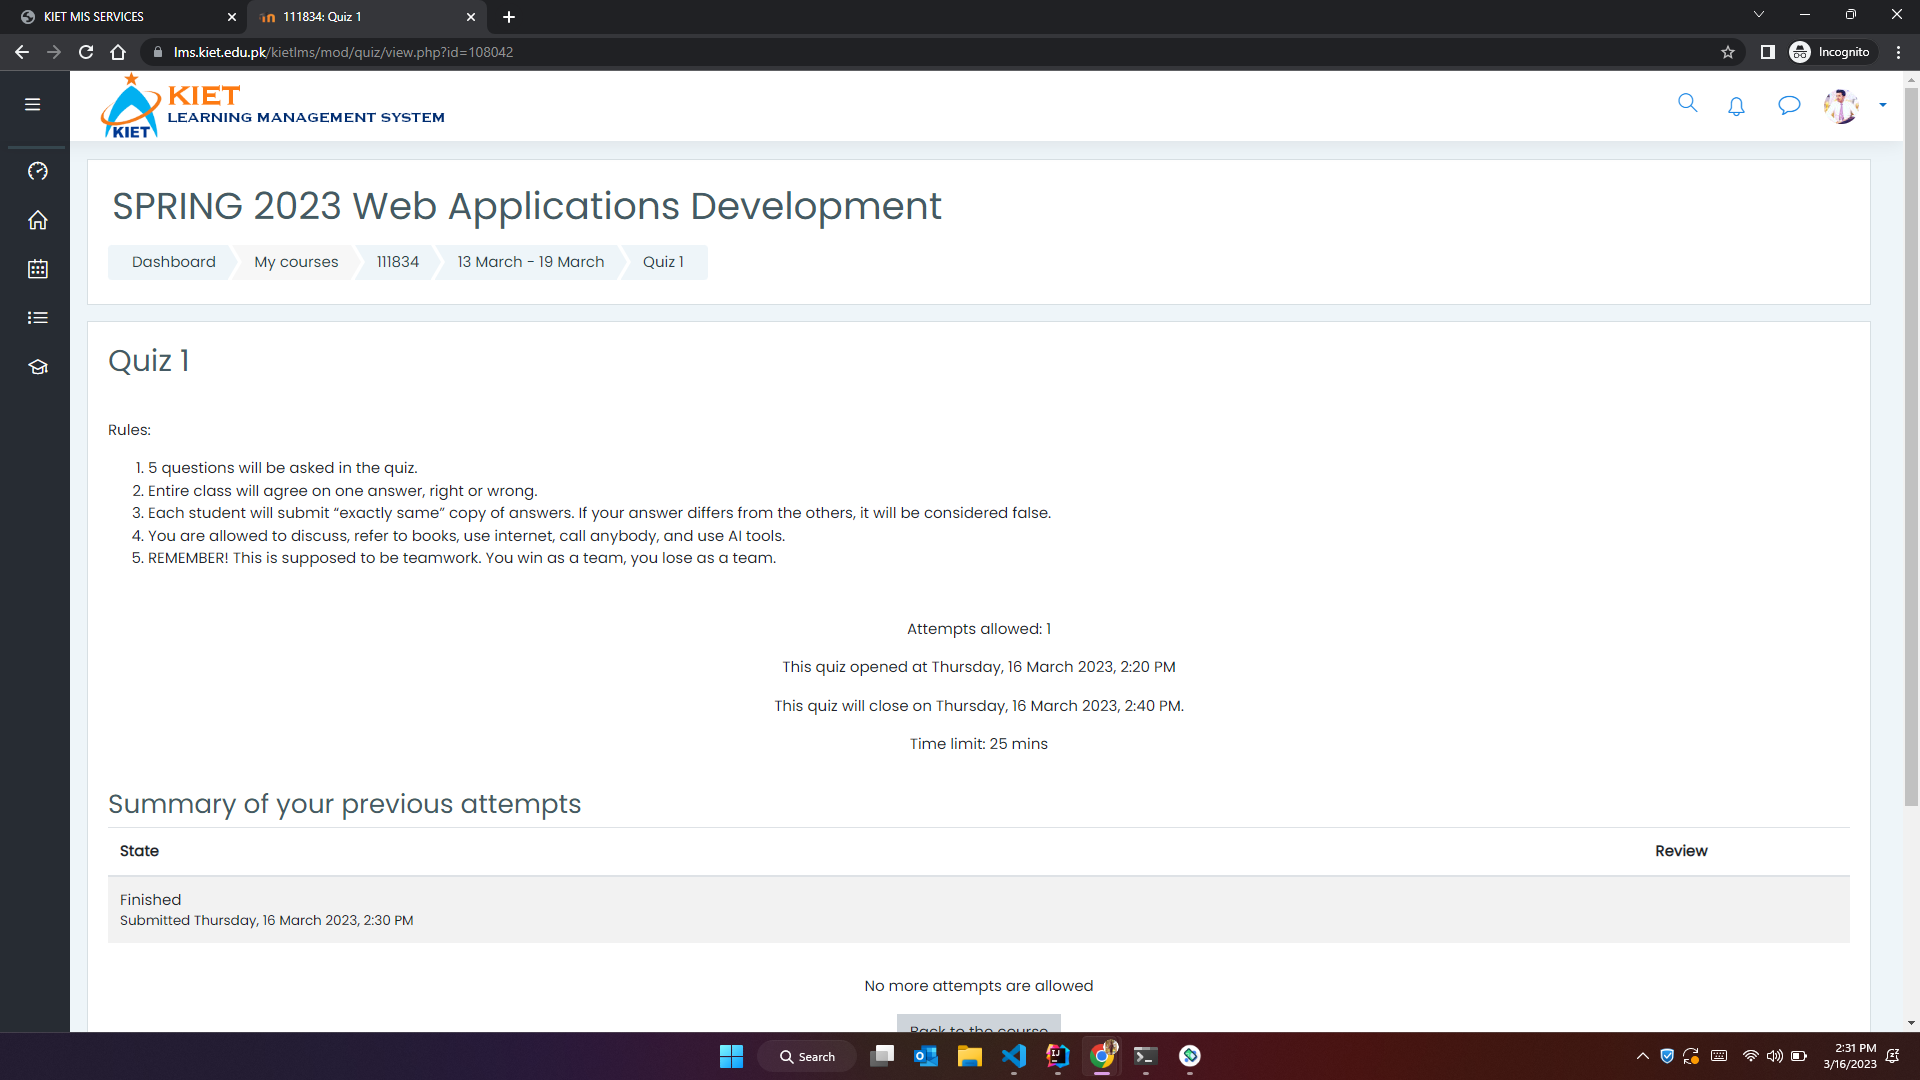 KIET MIS SERVICES
111834: Quiz 1
lms.kiet.edu.pk/kietlms/mod/quiz/view.php?id=108042
Incognito
KIET
LEARNING MANAGEMENT SYSTEM
KIET
SPRING 2023 Web Applications Development
Dashboard My courses 111834 13 March - 19 March Quiz 1
Quiz 1
Rules:
1. 5 questions will be asked in the quiz.
2. Entire class will agree on one answer, right or wrong.
3. Each student will submit “exactly same” copy of answers. If your answer differs from the others, it will be considered false.
4. You are allowed to discuss, refer to books, use internet, call anybody, and use AI tools.
5. REMEMBER! This is supposed to be teamwork. You win as a team, you lose as a team.
Attempts allowed: 1
This quiz opened at Thursday, 16 March 2023, 2:20 PM
This quiz will close on Thursday, 16 March 2023, 2:40 PM.
Time limit: 25 mins
Summary of your previous attempts
State Review
Finished
Submitted Thursday, 16 March 2023, 2:30 PM
No more attempts are allowed
Back to the course
Search
2:31 PM
3/16/2023